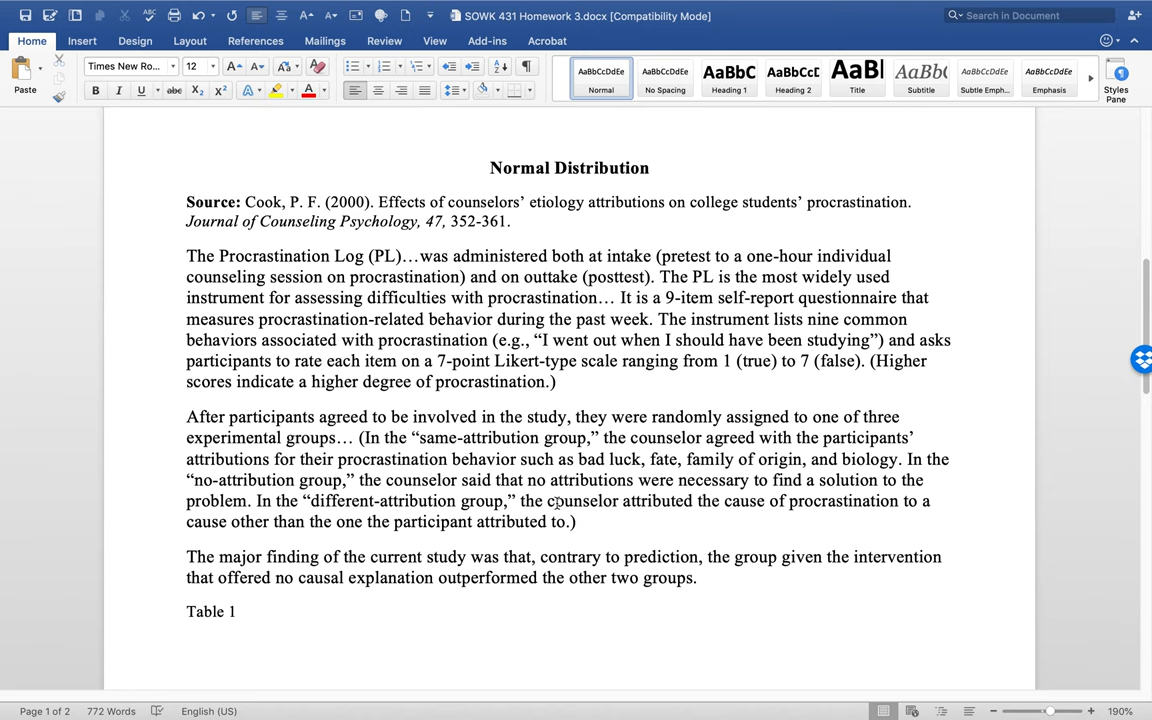 SOWK 431 Homework 3.docx [Compatibility Mode]
Search in Document
Home Insert Design Layout References Mailings Review View Add-ins Acrobat
Paste
Times New Ro... 12
B I U abc X2 X2 A A
AaBbCcDdEe Normal
AaBbCcDdEe No Spacing
AaBbC Heading 1
AaBbCcD Heading 2
AaBb Title
AaBbC Subtitle
AaBbCcDdEe Subtle Emph...
AaBbCcDdEe Emphasis
Styles
Pane
Normal Distribution
Source: Cook, P. F. (2000). Effects of counselors’ etiology attributions on college students’ procrastination.
Journal of Counseling Psychology, 47, 352-361.
The Procrastination Log (PL)…was administered both at intake (pretest to a one-hour individual
counseling session on procrastination) and on outtake (posttest). The PL is the most widely used
instrument for assessing difficulties with procrastination… It is a 9-item self-report questionnaire that
measures procrastination-related behavior during the past week. The instrument lists nine common
behaviors associated with procrastination (e.g., “I went out when I should have been studying”) and asks
participants to rate each item on a 7-point Likert-type scale ranging from 1 (true) to 7 (false). (Higher
scores indicate a higher degree of procrastination.)
After participants agreed to be involved in the study, they were randomly assigned to one of three
experimental groups… (In the “same-attribution group,” the counselor agreed with the participants’
attributions for their procrastination behavior such as bad luck, fate, family of origin, and biology. In the
“no-attribution group,” the counselor said that no attributions were necessary to find a solution to the
problem. In the “different-attribution group,” the counselor attributed the cause of procrastination to a
cause other than the one the participant attributed to.)
The major finding of the current study was that, contrary to prediction, the group given the intervention
that offered no causal explanation outperformed the other two groups.
Table 1
Page 1 of 2 772 Words English (US) 190%